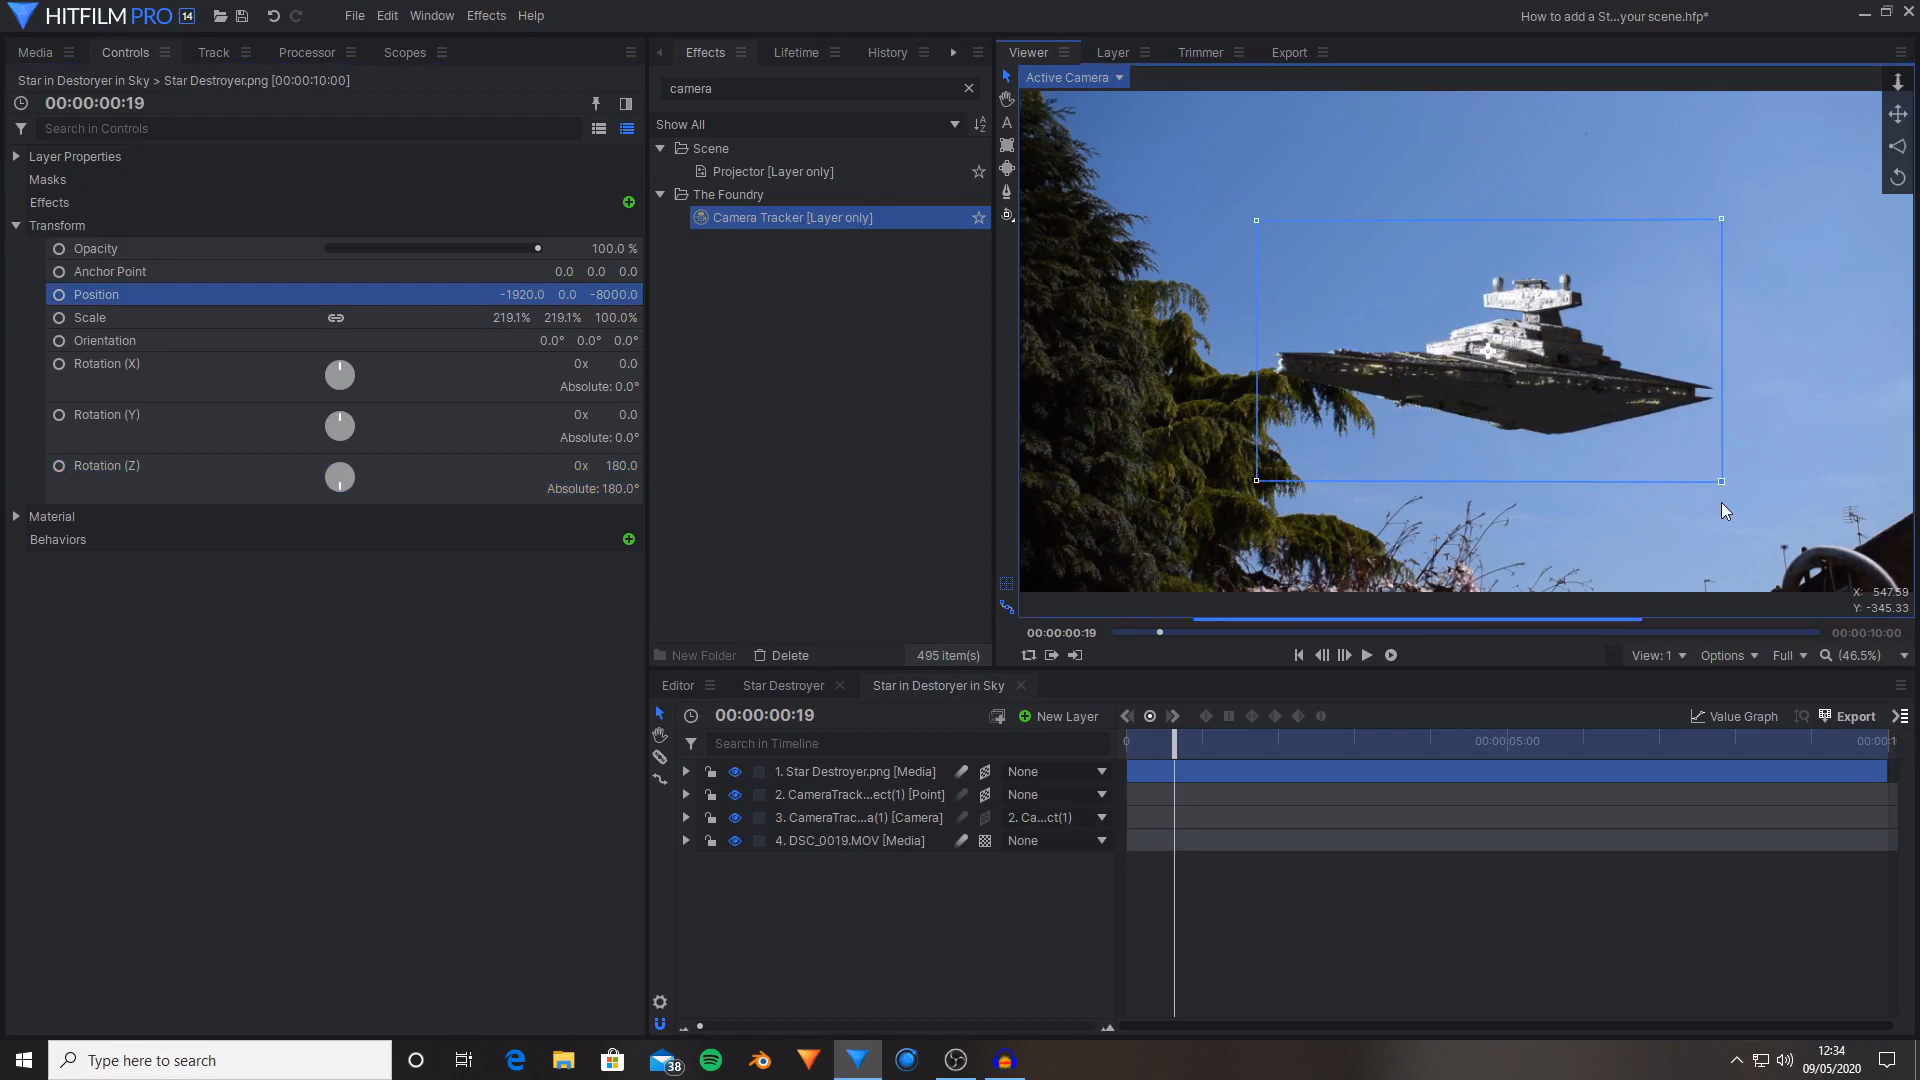 HITFILM PRO 14
File Edit Window Effects Help
How to add a St...your scene.hfp*
Media Controls Track Processor Scopes
Star in Destoryer in Sky > Star Destroyer.png [00:00:10:00]
00:00:00:19
Search in Controls
Layer Properties
Masks
Effects
Transform
Opacity 100.0 %
Anchor Point 0.0 0.0 0.0
Position -1920.0 0.0 -8000.0
Scale 219.1% 219.1% 100.0%
Orientation 0.0° 0.0° 0.0°
Rotation (X) 0x 0.0
Absolute: 0.0°
Rotation (Y) 0x 0.0
Absolute: 0.0°
Rotation (Z) 0x 180.0
Absolute: 180.0°
Material
Behaviors
Effects Lifetime History
camera
Show All
Scene
Projector [Layer only]
The Foundry
Camera Tracker [Layer only]
New Folder Delete 495 item(s)
Viewer Layer Trimmer Export
Active Camera
X: 547.59
Y: -345.33
00:00:00:19 00:00:10:00
View: 1 Options Full (46.5%)
Editor Star Destroyer Star in Destoryer in Sky
00:00:00:19 New Layer Value Graph Export
Search in Timeline
0 00:00:05:00 00:00:1
1. Star Destroyer.png [Media] None
2. CameraTrack...ect(1) [Point] None
3. CameraTrac...a(1) [Camera] 2. Ca...ct(1)
4. DSC_0019.MOV [Media] None
Type here to search
38
12:34
09/05/2020